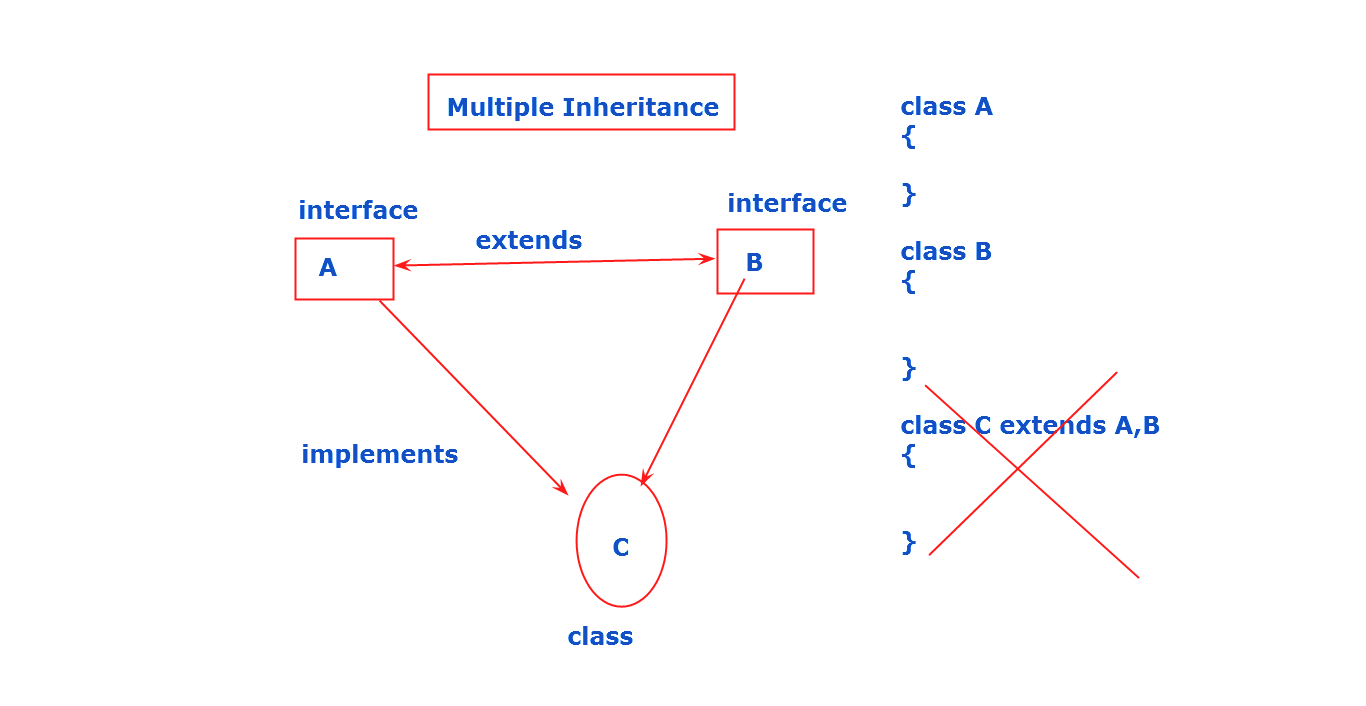 Multiple Inheritance
interface
interface
extends
A
B
implements
C
class
class A
{
}
class B
{
}
class C extends A,B
{
}